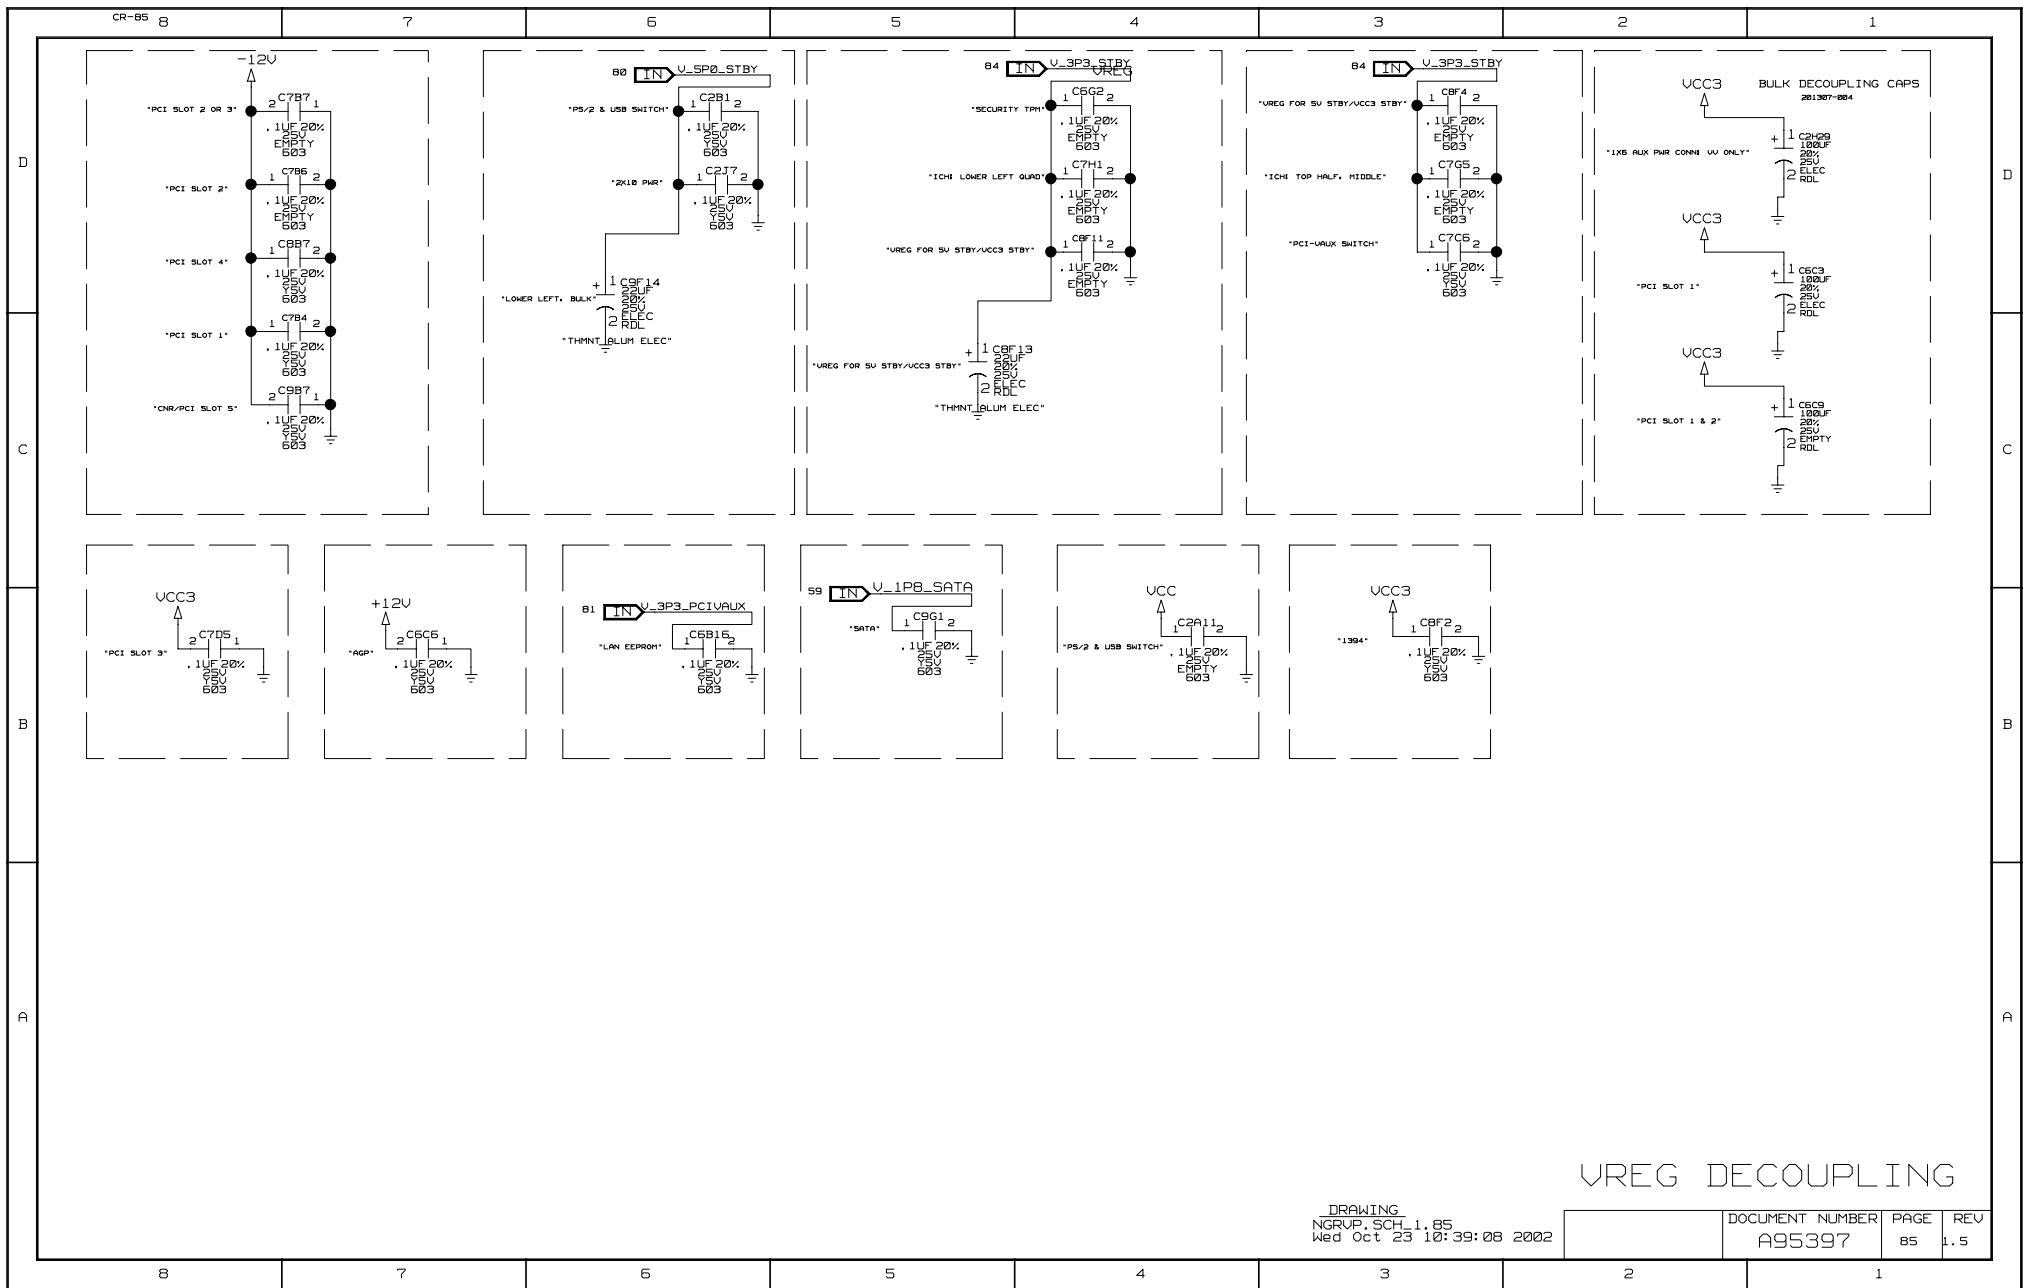 CR-85
8 7 6 5 4 3 2 1
D
C
B
A
-12V
"PCI SLOT 2 OR 3"
2 C7B7 1
.1UF 20%
25V
EMPTY
603
"PCI SLOT 2"
1 C7B6 2
.1UF 20%
25V
EMPTY
603
"PCI SLOT 4"
1 C8B7 2
.1UF 20%
25V
Y5V
603
"PCI SLOT 1"
1 C7B4 2
.1UF 20%
25V
Y5V
603
"CNR/PCI SLOT 5"
2 C9B7 1
.1UF 20%
25V
Y5V
603
80 IN V_5P0_STBY
"PS/2 & USB SWITCH"
1 C2B1 2
.1UF 20%
25V
Y5V
603
"2X10 PWR"
1 C2J7 2
.1UF 20%
25V
Y5V
603
"LOWER LEFT. BULK"
+ 1 C9F14
22UF
20%
25V
ELEC
2 RDL
"THMNT ALUM ELEC"
84 IN V_3P3_STBY
VREG
"SECURITY TPM"
1 C6G2 2
.1UF 20%
25V
EMPTY
603
"ICH: LOWER LEFT QUAD"
1 C7H1 2
.1UF 20%
25V
EMPTY
603
"VREG FOR 5V STBY/VCC3 STBY"
1 C8F11 2
.1UF 20%
25V
EMPTY
603
"VREG FOR 5V STBY/VCC3 STBY"
+ 1 C8F13
22UF
20%
25V
ELEC
2 RDL
"THMNT ALUM ELEC"
84 IN V_3P3_STBY
"VREG FOR 5V STBY/VCC3 STBY"
1 C8F4 2
.1UF 20%
25V
Y5V
603
"ICH: TOP HALF. MIDDLE"
1 C7G5 2
.1UF 20%
25V
EMPTY
603
"PCI-VAUX SWITCH"
1 C7C6 2
.1UF 20%
25V
Y5V
603
BULK DECOUPLING CAPS
201307-004
VCC3
"1X6 AUX PWR CONN: VV ONLY"
+ 1 C2H29
100UF
20%
25V
ELEC
2 RDL
VCC3
"PCI SLOT 1"
+ 1 C6C3
100UF
20%
25V
ELEC
2 RDL
VCC3
"PCI SLOT 1 & 2"
+ 1 C6C9
100UF
20%
25V
EMPTY
2 RDL
VCC3
"PCI SLOT 3"
2 C7D5 1
.1UF 20%
25V
Y5V
603
+12V
"AGP"
2 C6C6 1
.1UF 20%
25V
Y5V
603
81 IN V_3P3_PCIVAUX
"LAN EEPROM"
1 C6B16 2
.1UF 20%
25V
Y5V
603
59 IN V_1P8_SATA
"SATA"
1 C9G1 2
.1UF 20%
25V
Y5V
603
VCC
"PS/2 & USB SWITCH"
1 C2A11 2
.1UF 20%
25V
EMPTY
603
VCC3
"1394"
1 C8F2 2
.1UF 20%
25V
Y5V
603
D
C
B
A
VREG DECOUPLING
DRAWING
NGRVP.SCH_1.85
Wed Oct 23 10:39:08 2002
DOCUMENT NUMBER PAGE REV
A95397 85 1.5
8 7 6 5 4 3 2 1